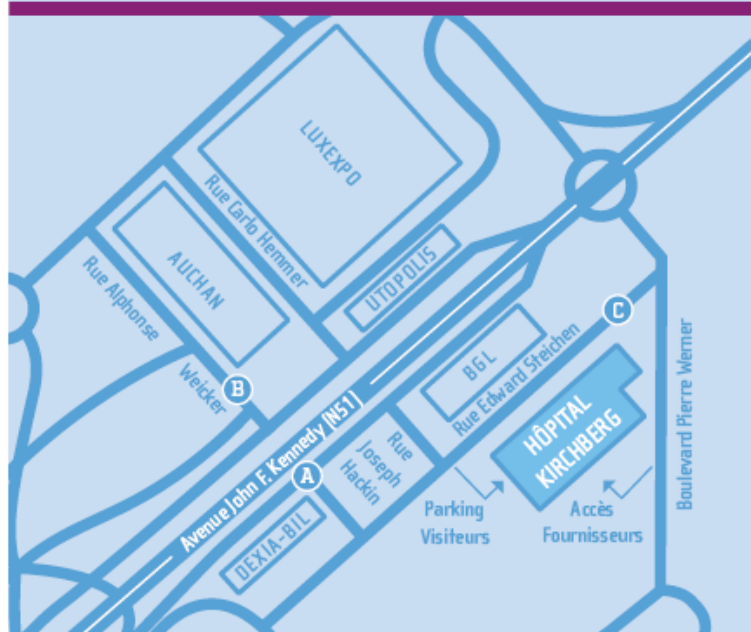 LUXEXPO
Rue Carlo Hemmer
AUCHAN
UTOPOLIS
Rue Alphonse
Weicker
B
C
BGL
Rue Edward Steichen
Boulevard Pierre Werner
HÔPITAL
KIRCHBERG
Avenue John F. Kennedy [N51]
A
Rue
Joseph
Hackin
Parking
Visiteurs
Accès
Fournisseurs
DEXIA-BIL